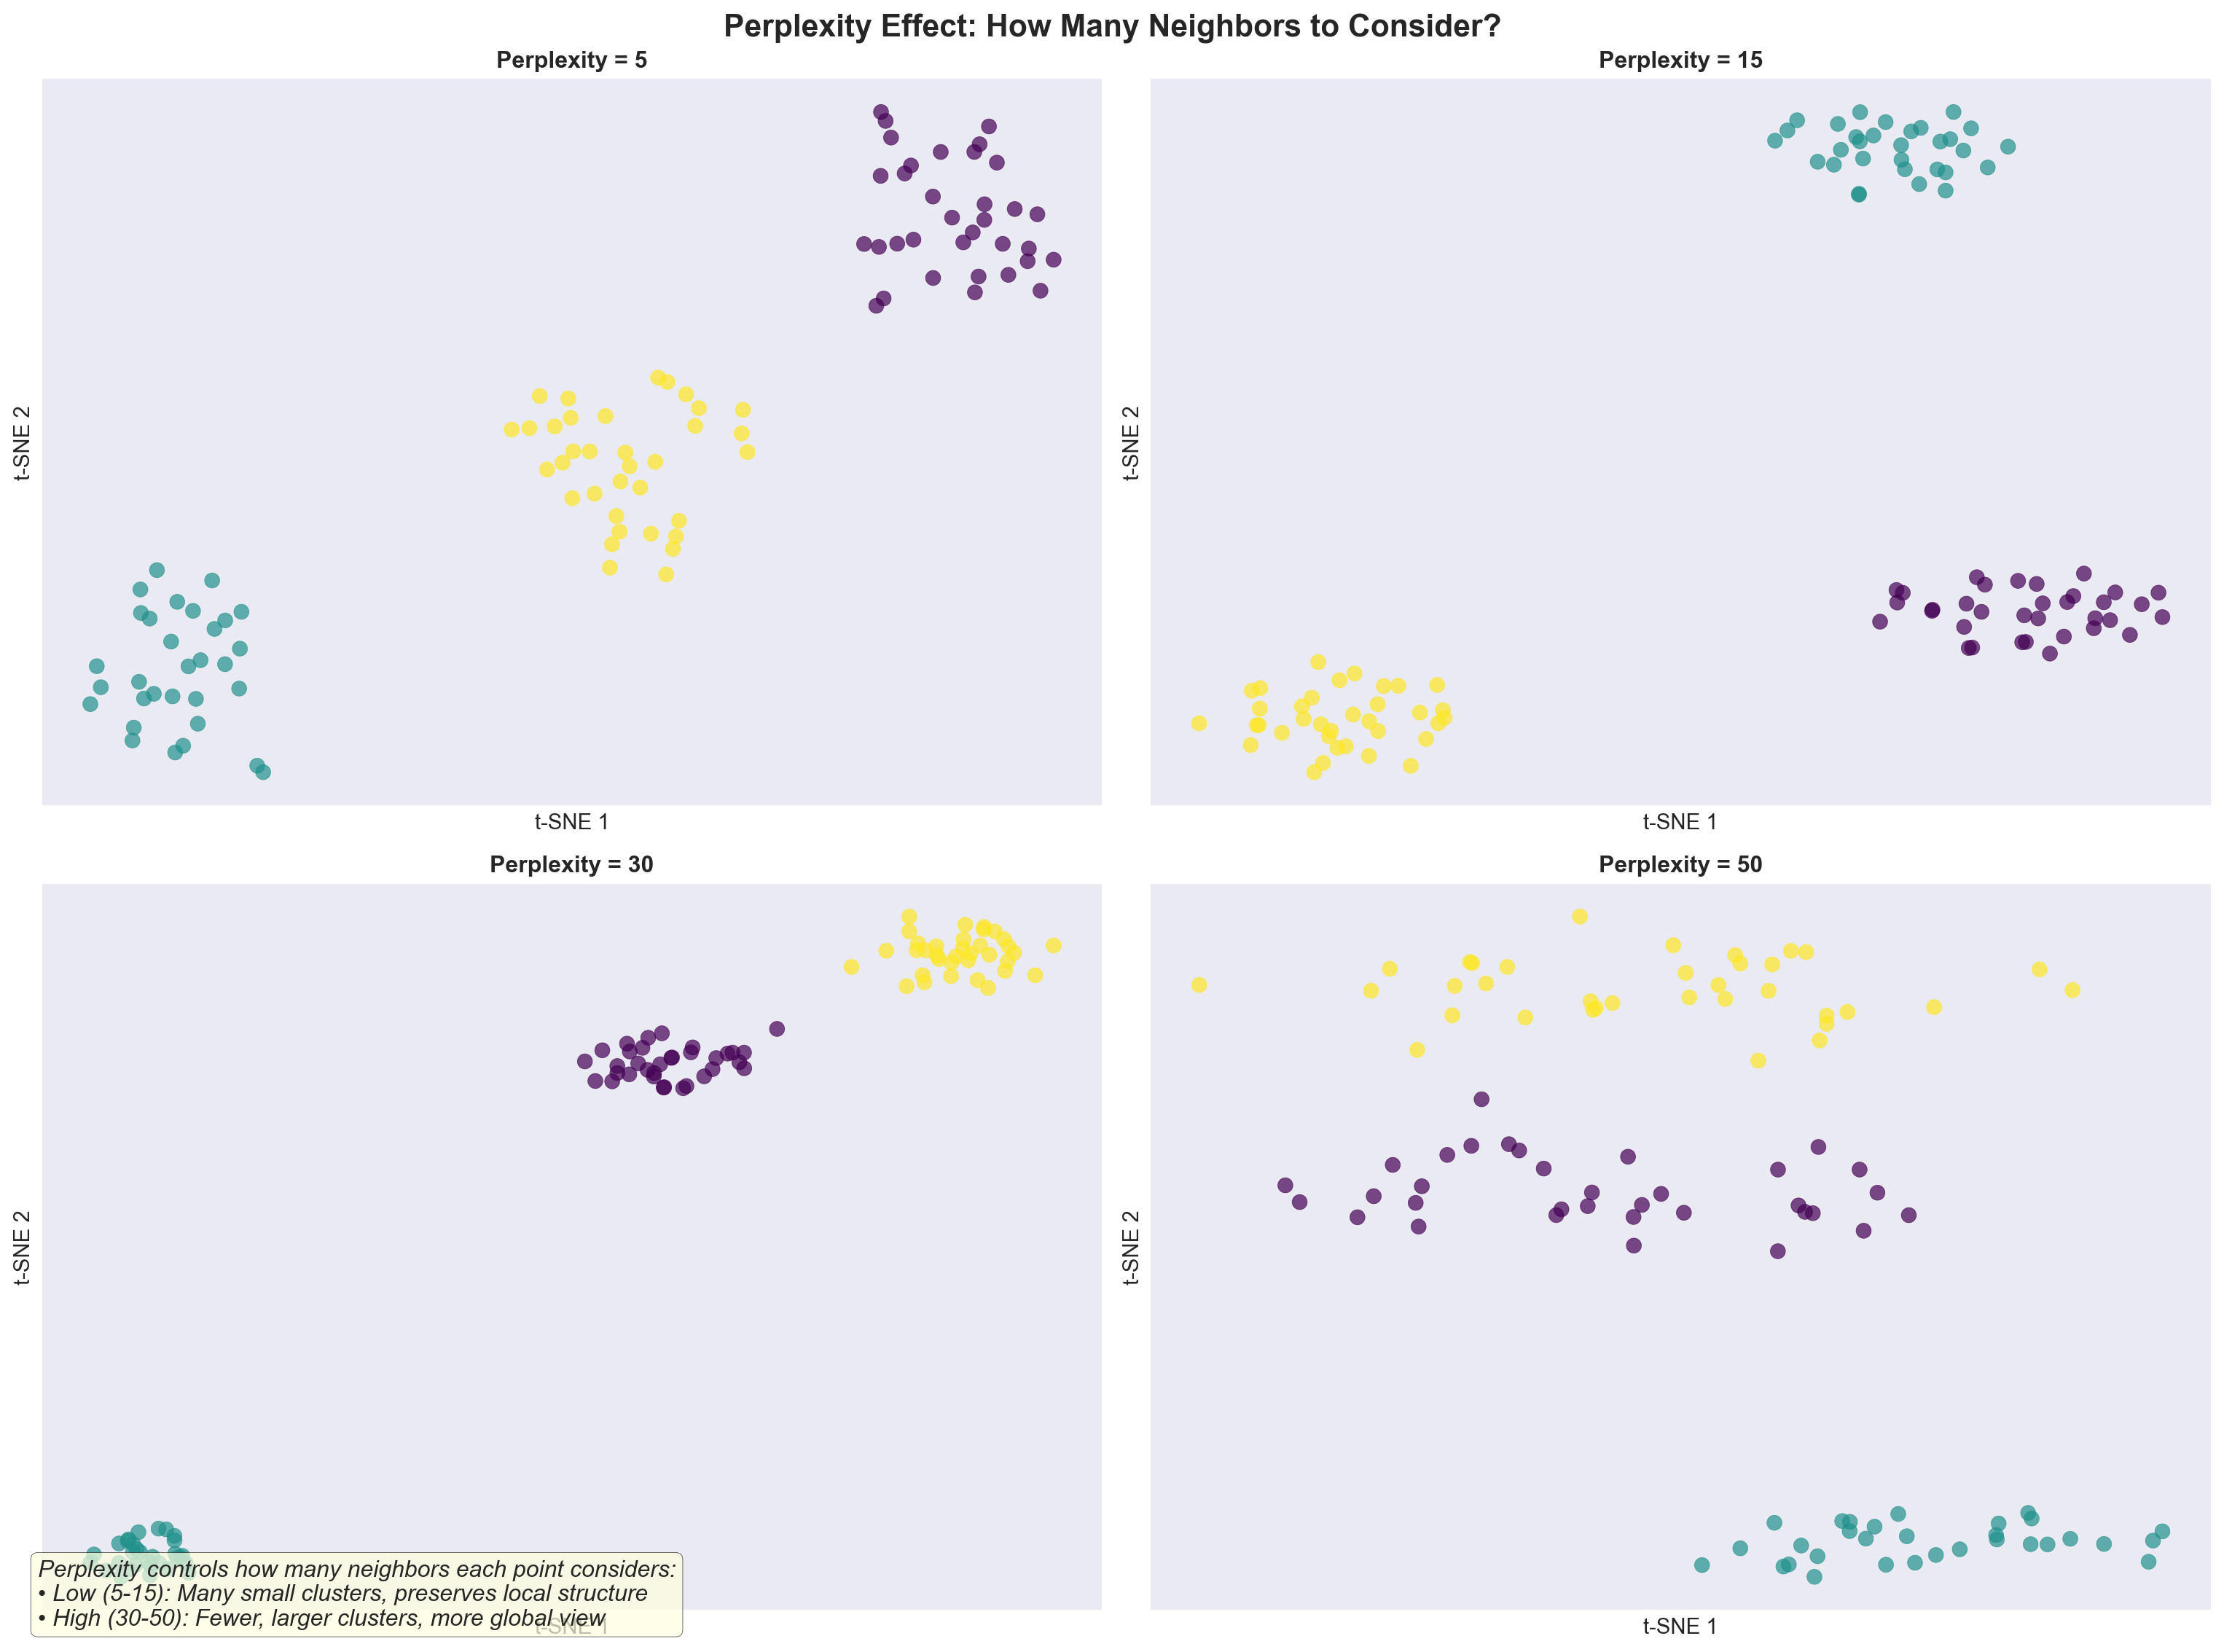 Perplexity Effect: How Many Neighbors to Consider?
Perplexity = 5
t-SNE 2
t-SNE 1
Perplexity = 15
t-SNE 2
t-SNE 1
Perplexity = 30
t-SNE 2
t-SNE 1
Perplexity controls how many neighbors each point considers:
• Low (5-15): Many small clusters, preserves local structure
• High (30-50): Fewer, larger clusters, more global view
Perplexity = 50
t-SNE 2
t-SNE 1